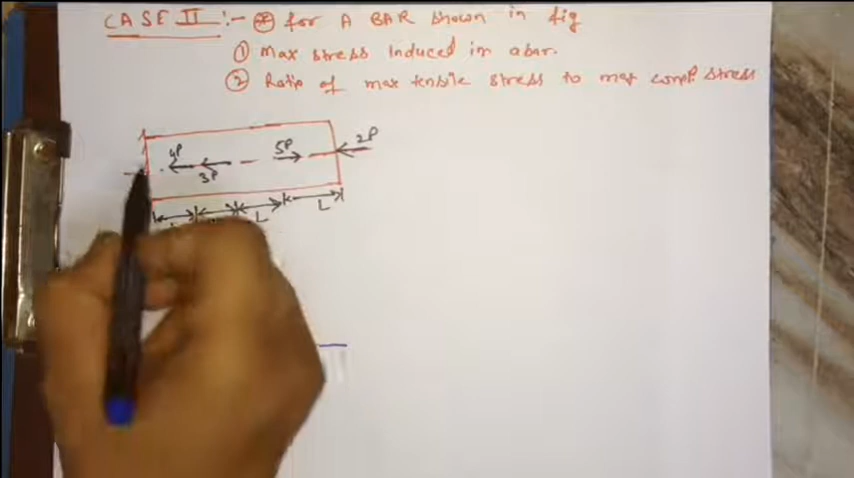 CASE II :- * for A BAR shown in fig
① Max stress Induced in a bar.
② Ratio of max tensile stress to max comp. stress
4P 3P 5P 2P
L L